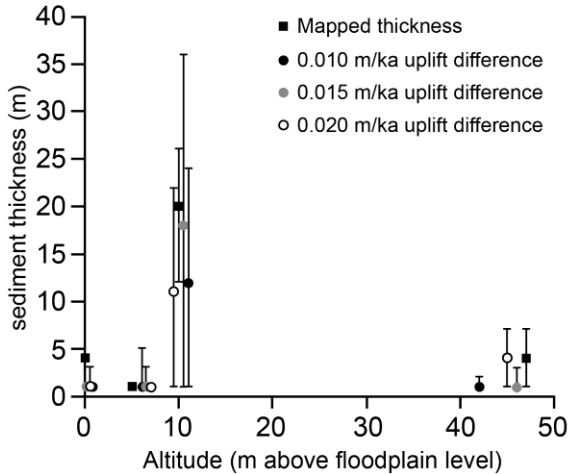 40
35
30
25
20
15
10
5
0
sediment thickness (m)
Mapped thickness
0.010 m/ka uplift difference
0.015 m/ka uplift difference
0.020 m/ka uplift difference
0 10 20 30 40 50
Altitude (m above floodplain level)